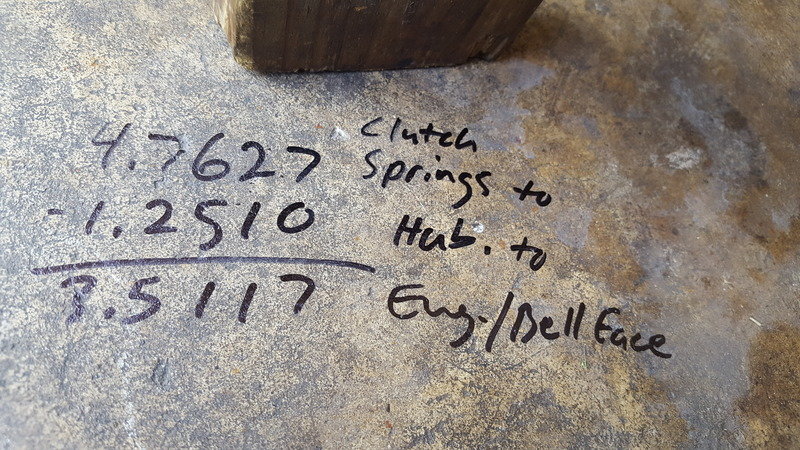 4.7627 Clutch
Springs to
-1.2510 Hub. to
3.5117 Eng./Bell Face